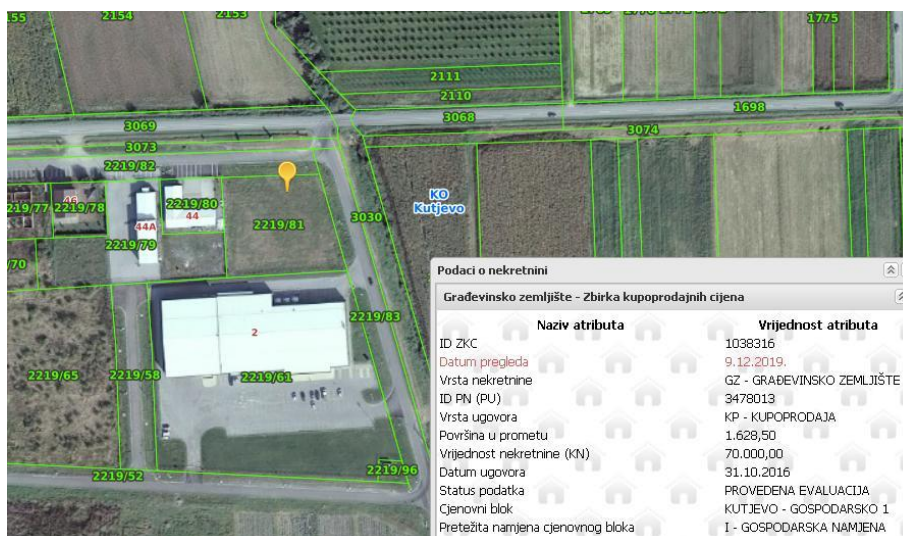 2154
2153
1775
2111
2110
3068
1698
3069
3074
3073
2219/82
KO
Kutjevo
46
2219/77
2219/78
2219/80
44
44A
2219/81
3030
2219/79
/70
Podaci o nekretnini
Građevinsko zemljište - Zbirka kupoprodajnih cijena
Naziv atributa Vrijednost atributa
ID ZKC 1038316
Datum pregleda 9.12.2019.
Vrsta nekretnine GZ - GRAĐEVINSKO ZEMLJIŠTE
ID PN (PU) 3478013
Vrsta ugovora KP - KUPOPRODAJA
Površina u prometu 1.628,50
Vrijednost nekretnine (KN) 70.000,00
Datum ugovora 31.10.2016
Status podatka PROVEDENA EVALUACIJA
Cjenovni blok KUTJEVO - GOSPODARSKO 1
Pretežita namjena cjenovnog bloka I - GOSPODARSKA NAMJENA
2219/83
2
2219/65
2219/58
2219/61
2219/52
2219/96